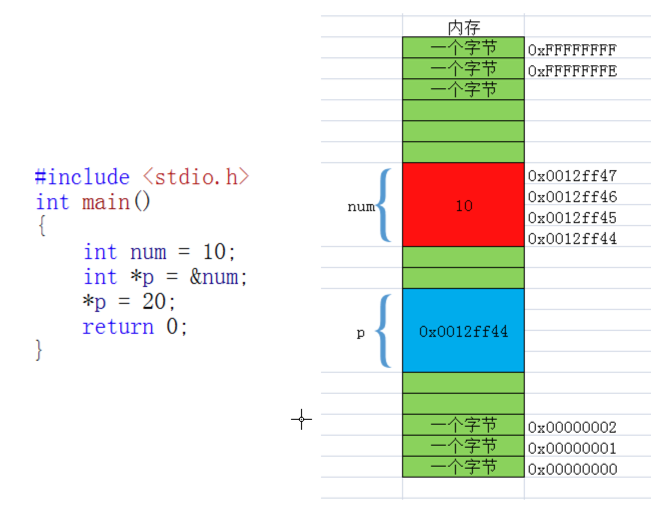 #include <stdio.h>
int main()
{
int num = 10;
int *p = &num;
*p = 20;
return 0;
}
内存
一个字节 0xFFFFFFFF
一个字节 0xFFFFFFFE
一个字节
0x0012ff47
0x0012ff46
num 10
0x0012ff45
0x0012ff44
p 0x0012ff44
一个字节 0x00000002
一个字节 0x00000001
一个字节 0x00000000